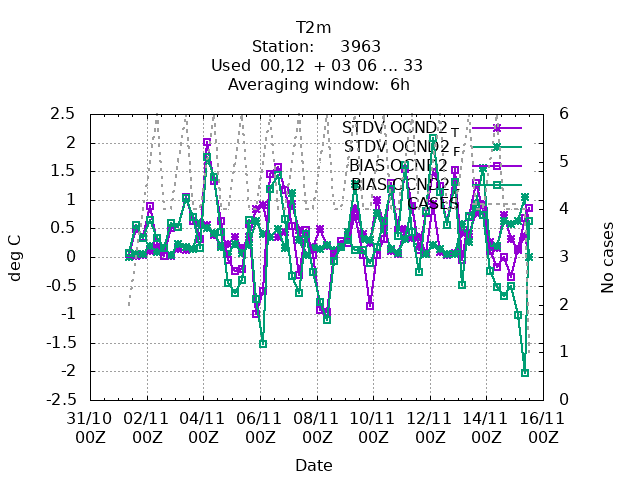 T2m
Station: 3963
Used 00,12 + 03 06 ... 33
Averaging window: 6h
deg C
No cases
2.5
2
1.5
1
0.5
0
-0.5
-1
-1.5
-2
-2.5
6
5
4
3
2
1
0
STDV OCND2 T
STDV OCND2 F
BIAS OCND2
BIAS OCND2
CASES
31/10 02/11 04/11 06/11 08/11 10/11 12/11 14/11 16/11
00Z 00Z 00Z 00Z 00Z 00Z 00Z 00Z 00Z
Date